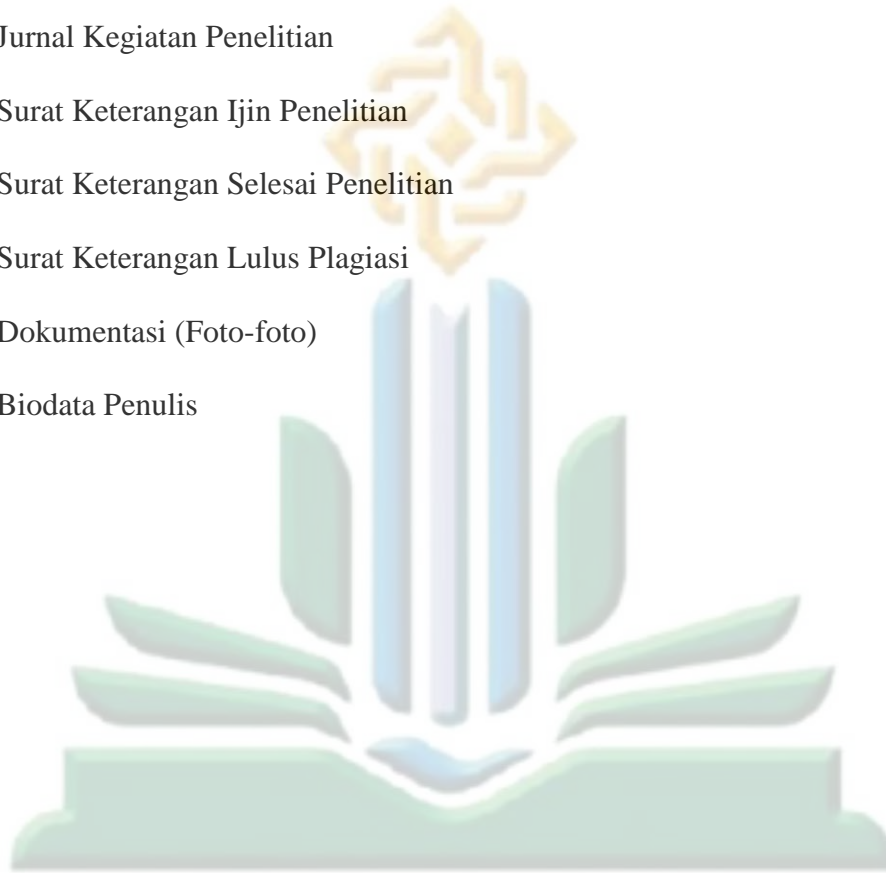 Jurnal Kegiatan Penelitian
Surat Keterangan Ijin Penelitian
Surat Keterangan Selesai Penelitian
Surat Keterangan Lulus Plagiasi
Dokumentasi (Foto-foto)
Biodata Penulis